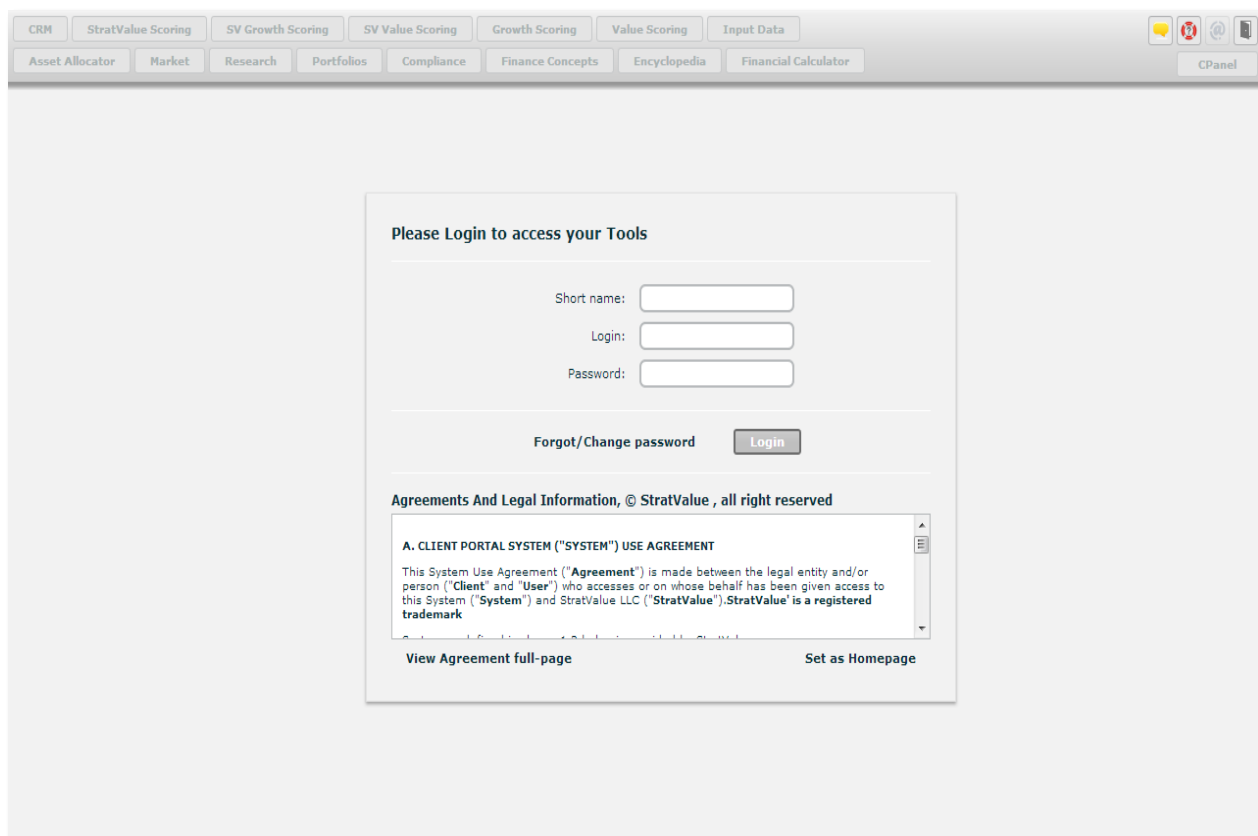 CRM StratValue Scoring SV Growth Scoring SV Value Scoring Growth Scoring Value Scoring Input Data
Asset Allocator Market Research Portfolios Compliance Finance Concepts Encyclopedia Financial Calculator CPanel
Please Login to access your Tools
Short name:
Login:
Password:
Forgot/Change password Login
Agreements And Legal Information, © StratValue , all right reserved
A. CLIENT PORTAL SYSTEM ("SYSTEM") USE AGREEMENT
This System Use Agreement ("Agreement") is made between the legal entity and/or
person ("Client" and "User") who accesses or on whose behalf has been given access to
this System ("System") and StratValue LLC ("StratValue").StratValue' is a registered
trademark
View Agreement full-page Set as Homepage